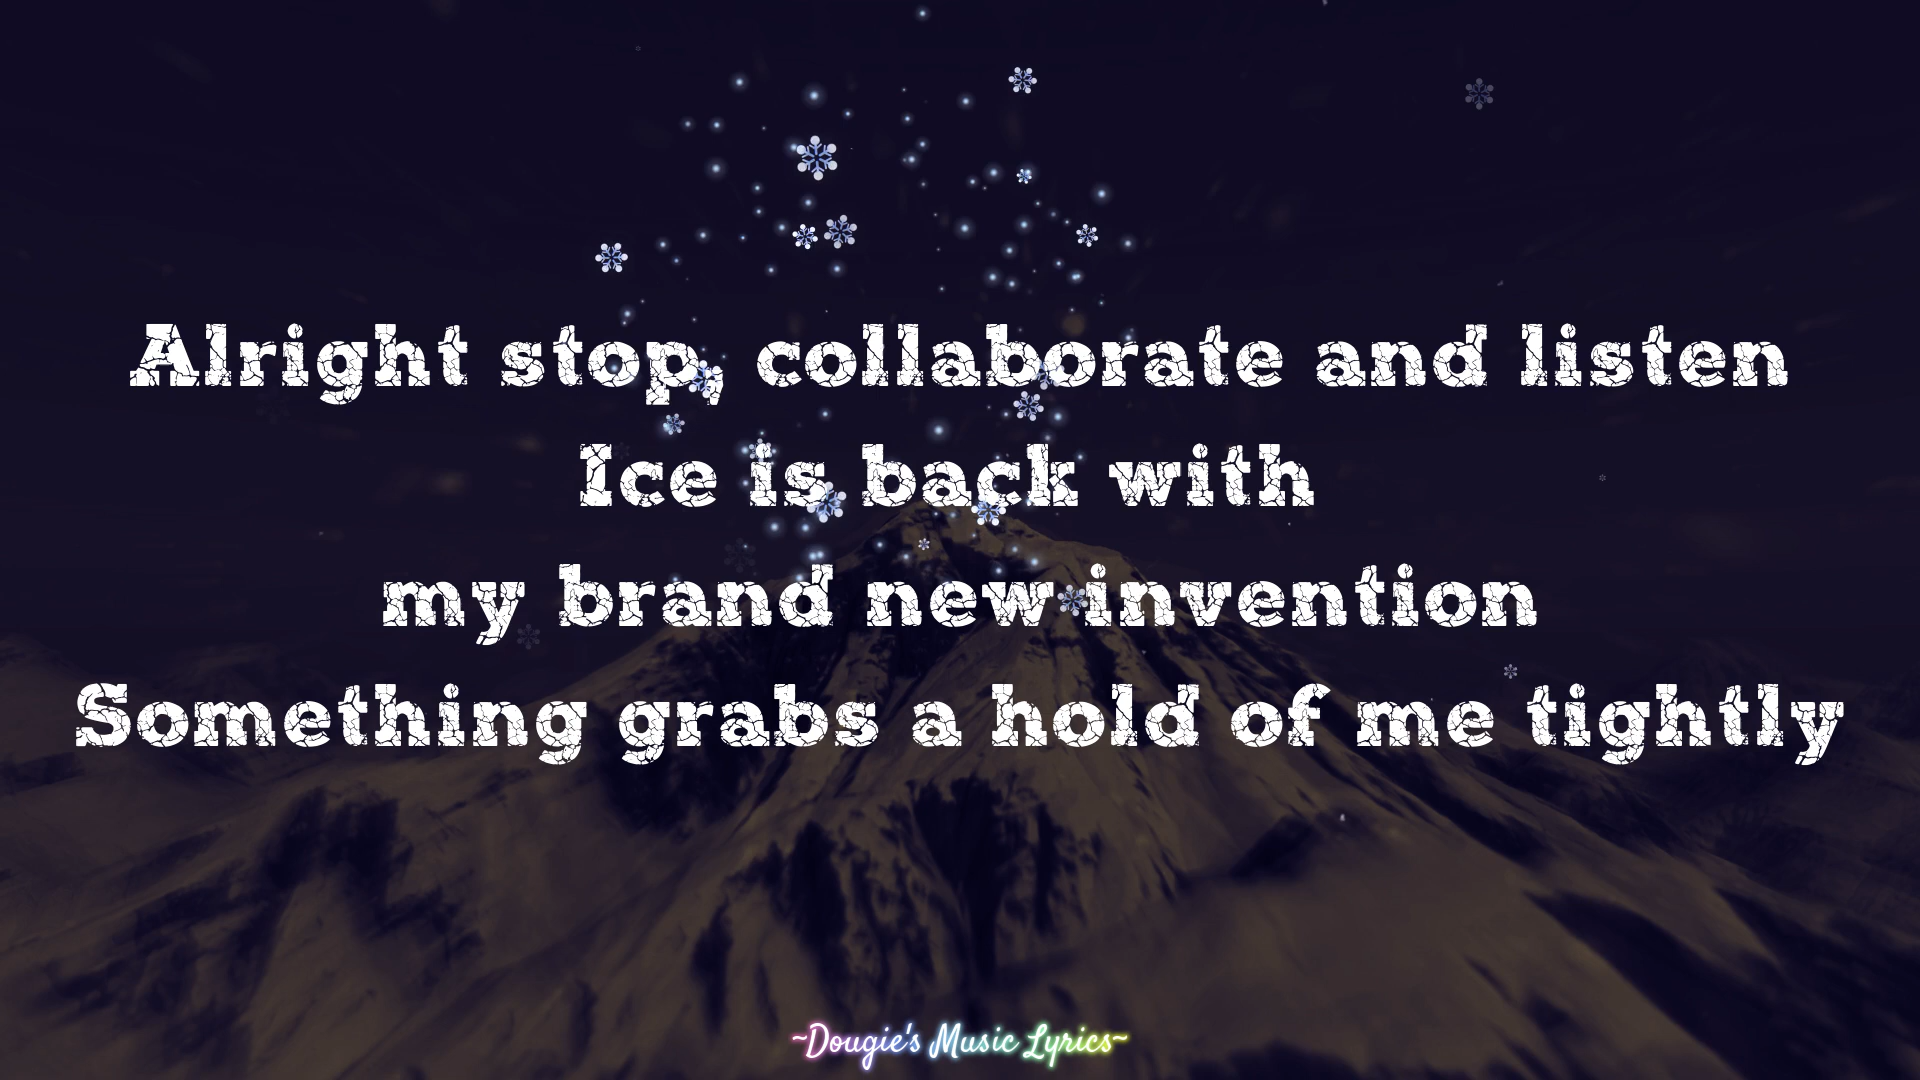 Alright stop, collaborate and listen
Ice is back with
my brand new invention
Something grabs a hold of me tightly
~Dougie's Music Lyrics~